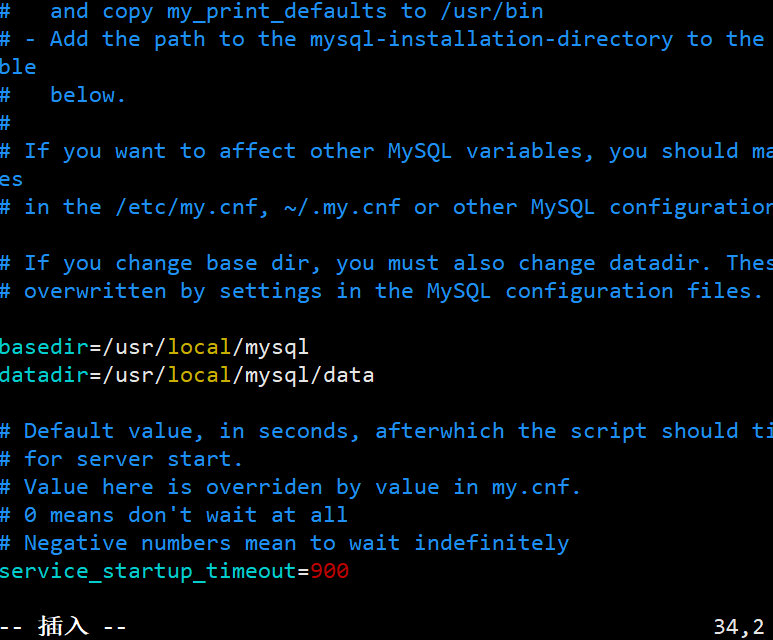 #   and copy my_print_defaults to /usr/bin
# - Add the path to the mysql-installation-directory to the
ble
#   below.
#
# If you want to affect other MySQL variables, you should ma
es
# in the /etc/my.cnf, ~/.my.cnf or other MySQL configuration
# If you change base dir, you must also change datadir. Thes
# overwritten by settings in the MySQL configuration files.
basedir=/usr/local/mysql
datadir=/usr/local/mysql/data
# Default value, in seconds, afterwhich the script should ti
# for server start.
# Value here is overriden by value in my.cnf.
# 0 means don't wait at all
# Negative numbers mean to wait indefinitely
service_startup_timeout=900
-- 插入 -- 34,2